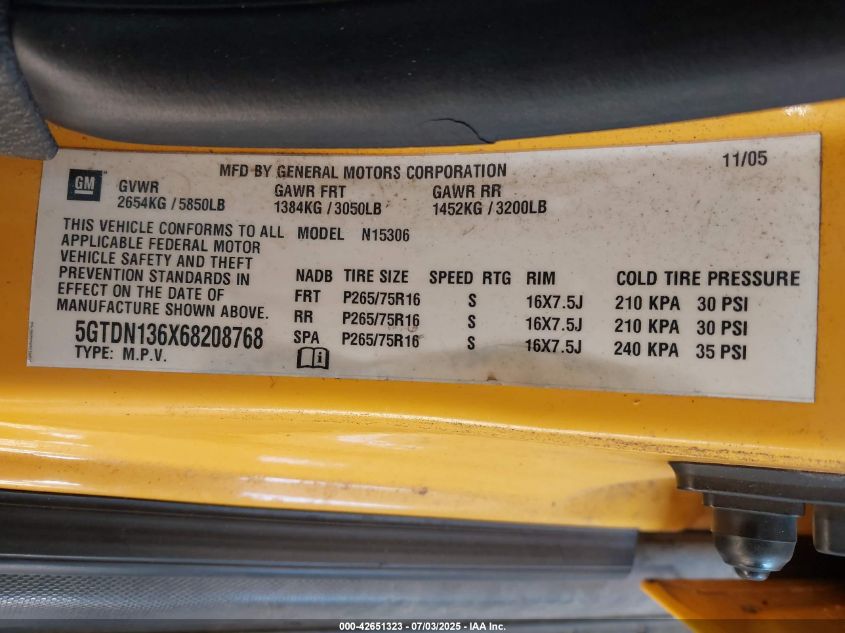 MFD BY GENERAL MOTORS CORPORATION 11/05
GM
GVWR GAWR FRT GAWR RR
2654KG / 5850LB 1384KG / 3050LB 1452KG / 3200LB
THIS VEHICLE CONFORMS TO ALL MODEL N15306
APPLICABLE FEDERAL MOTOR
VEHICLE SAFETY AND THEFT
PREVENTION STANDARDS IN
EFFECT ON THE DATE OF
MANUFACTURE SHOWN ABOVE.
5GTDN136X68208768
TYPE: M.P.V.
NADB TIRE SIZE SPEED RTG RIM COLD TIRE PRESSURE
FRT P265/75R16 S 16X7.5J 210 KPA 30 PSI
RR P265/75R16 S 16X7.5J 210 KPA 30 PSI
SPA P265/75R16 S 16X7.5J 240 KPA 35 PSI
000-42651323 - 07/03/2025 - IAA Inc.